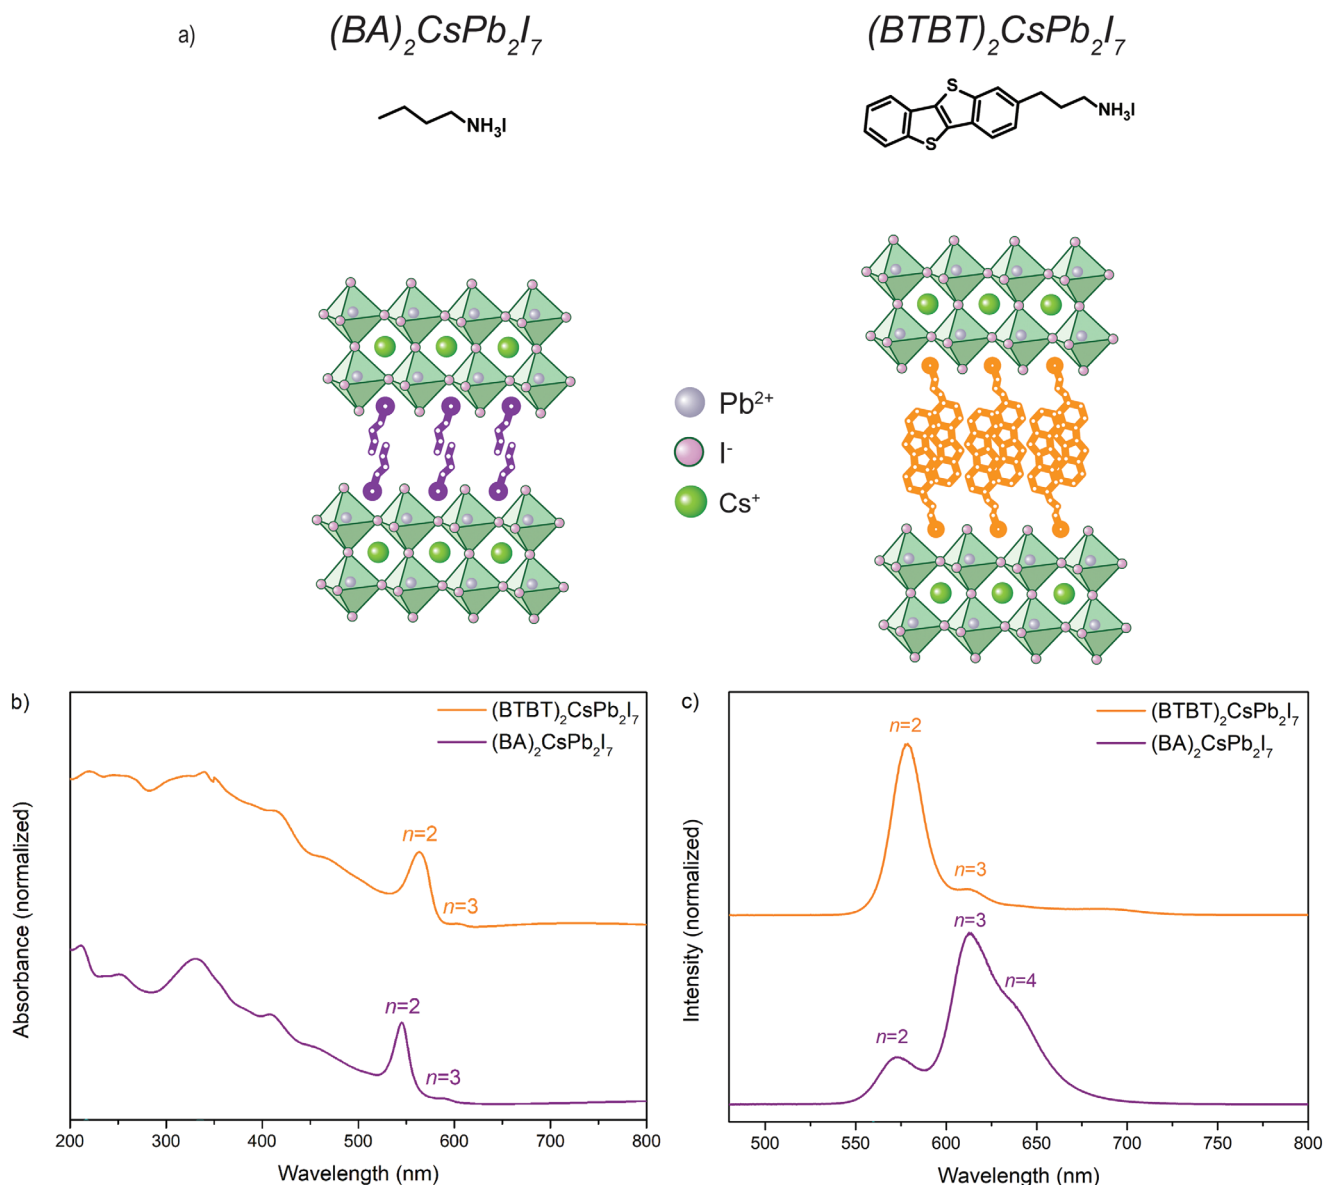 a)
(BA)₂CsPb₂I₇
(BTBT)₂CsPb₂I₇
NH₃I
S
S
NH₃I
Pb²⁺
I⁻
Cs⁺
b)
(BTBT)₂CsPb₂I₇
(BA)₂CsPb₂I₇
n=2
n=3
n=2
n=3
Absorbance (normalized)
200 300 400 500 600 700 800
Wavelength (nm)
c)
(BTBT)₂CsPb₂I₇
(BA)₂CsPb₂I₇
n=2
n=3
n=3
n=4
n=2
Intensity (normalized)
500 550 600 650 700 750 800
Wavelength (nm)